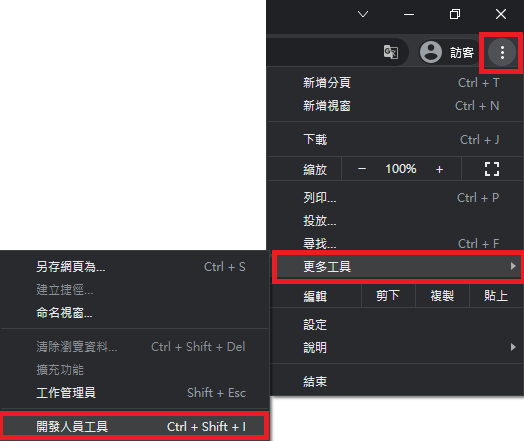 訪客
新增分頁 Ctrl + T
新增視窗 Ctrl + N
下載 Ctrl + J
縮放 − 100% +
列印... Ctrl + P
投放...
尋找... Ctrl + F
更多工具
編輯 剪下 複製 貼上
設定
說明
結束
另存網頁為... Ctrl + S
建立捷徑...
命名視窗...
清除瀏覽資料... Ctrl + Shift + Del
擴充功能
工作管理員 Shift + Esc
開發人員工具 Ctrl + Shift + I